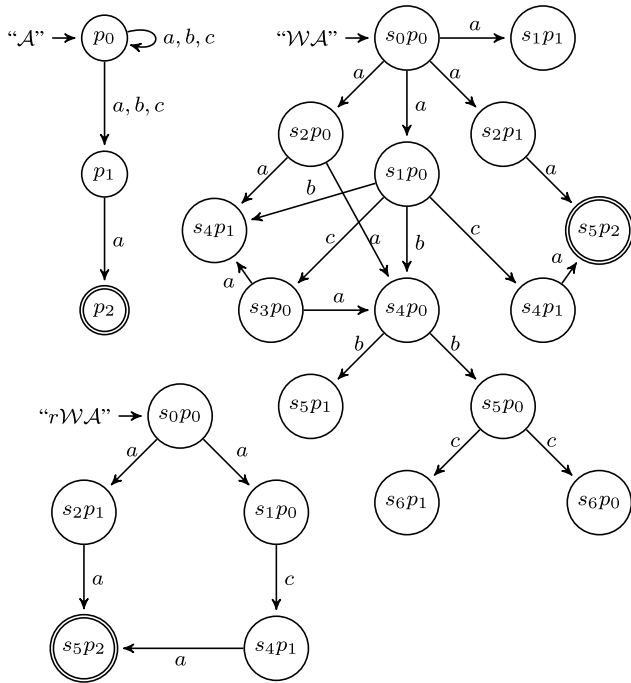 “𝒜” p₀ a, b, c
“𝒲𝒜” s₀p₀ a s₁p₁
a a a
a, b, c
s₂p₀ s₂p₁
p₁ a b s₁p₀ a
a s₄p₁ c a b c s₅p₂
a a
p₂ s₃p₀ a s₄p₀ s₄p₁
b b
“r𝒲𝒜” s₀p₀ s₅p₁ s₅p₀
a a c c
s₂p₁ s₁p₀ s₆p₁ s₆p₀
a c
s₅p₂ a s₄p₁